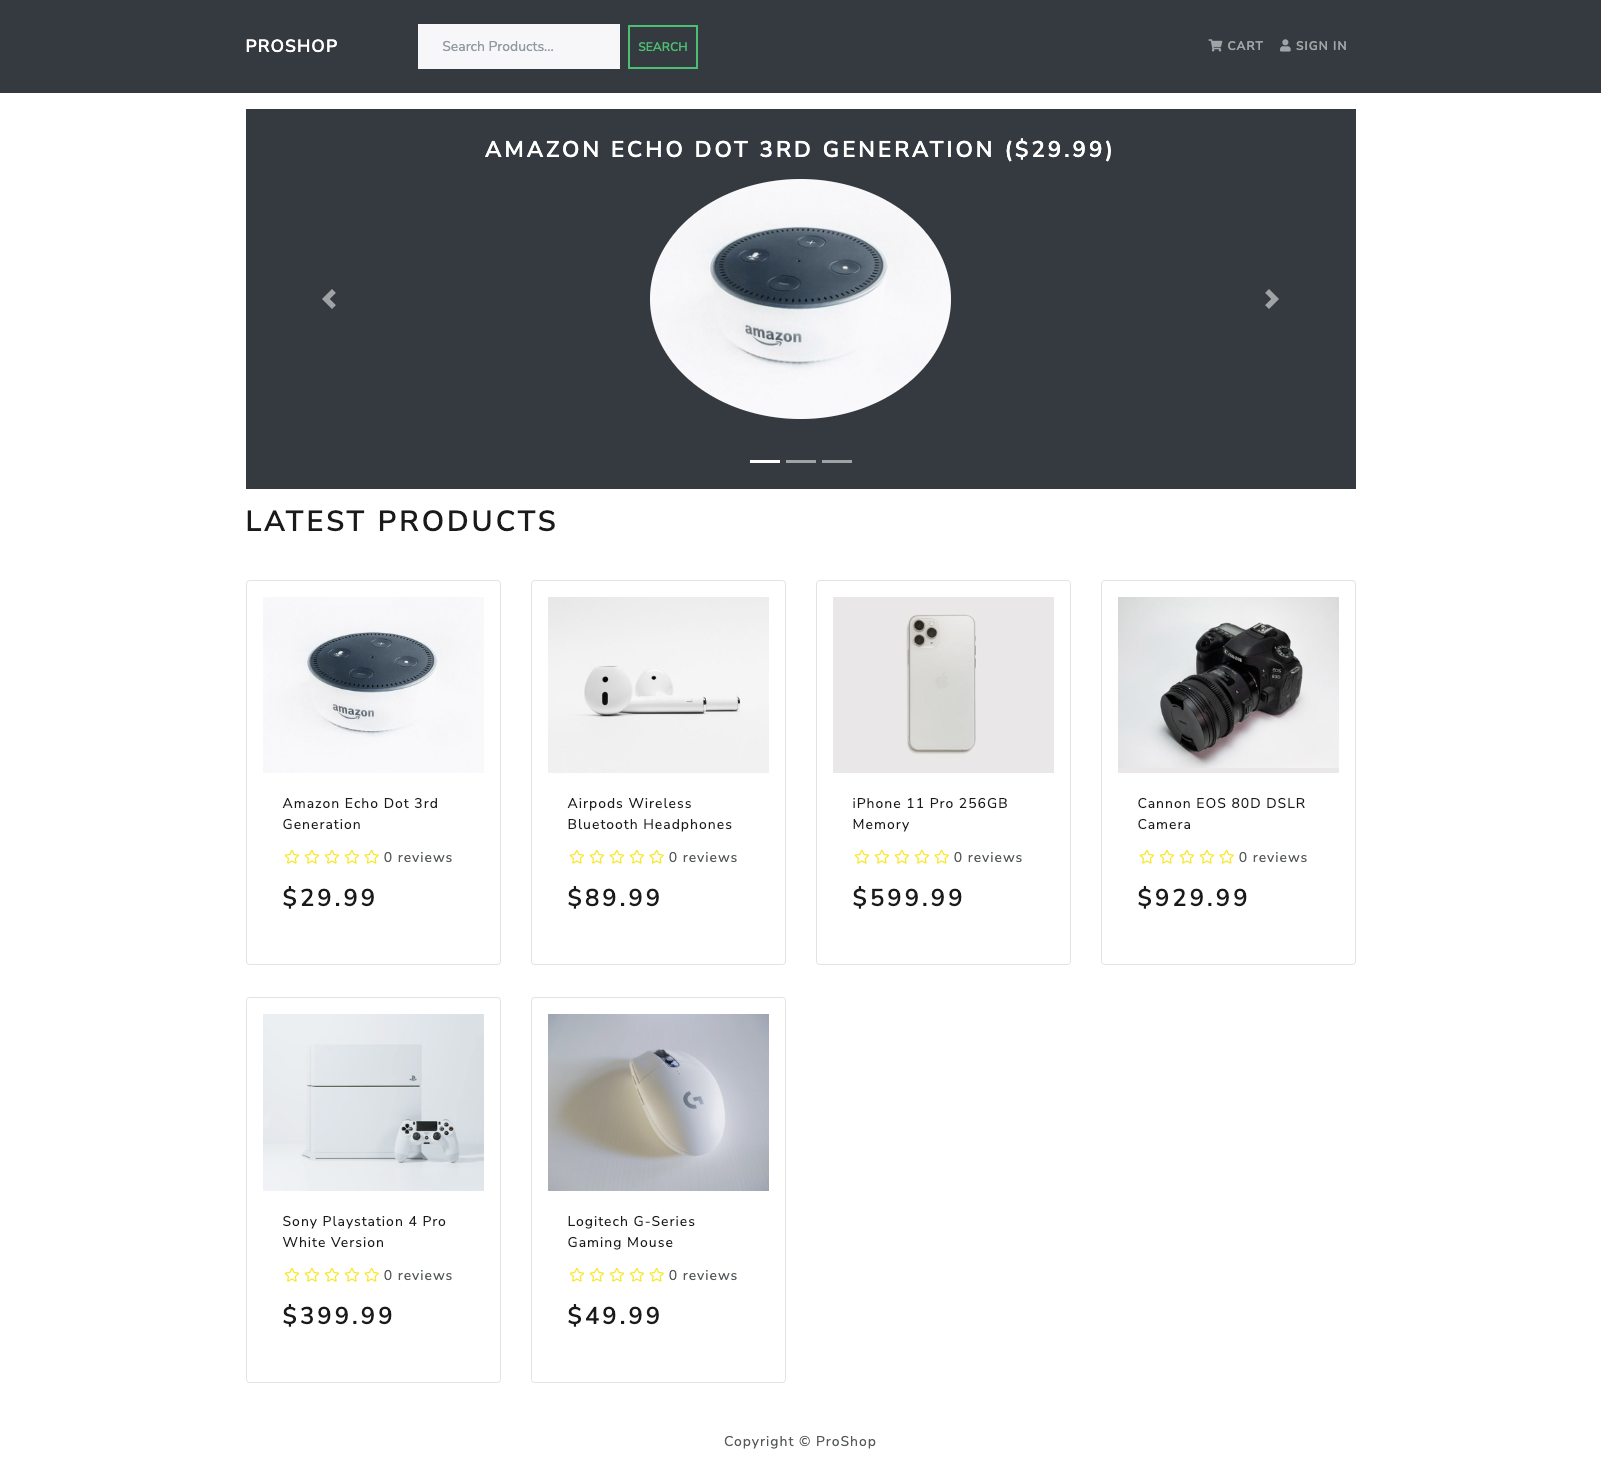 PROSHOP
Search Products...
SEARCH
CART
SIGN IN
AMAZON ECHO DOT 3RD GENERATION ($29.99)
amazon
LATEST PRODUCTS
amazon
Canon
EOS
80D
Amazon Echo Dot 3rd
Generation
0 reviews
$29.99
Airpods Wireless
Bluetooth Headphones
0 reviews
$89.99
iPhone 11 Pro 256GB
Memory
0 reviews
$599.99
Cannon EOS 80D DSLR
Camera
0 reviews
$929.99
Sony Playstation 4 Pro
White Version
0 reviews
$399.99
G
Logitech G-Series
Gaming Mouse
0 reviews
$49.99
Copyright © ProShop